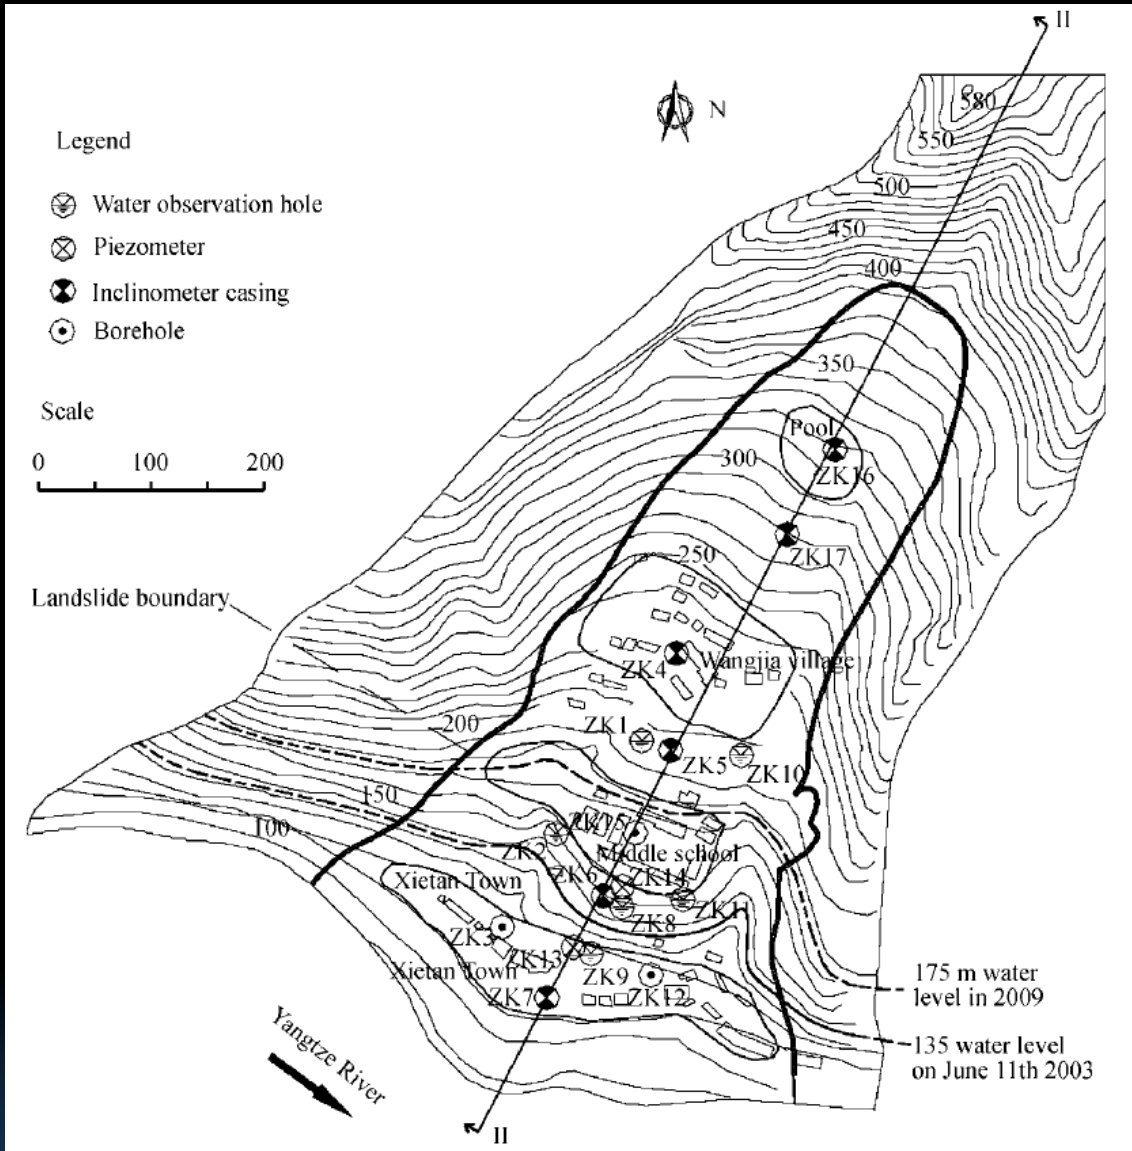 II
N
580
550
500
450
400
350
300
250
200
150
100
Legend
Water observation hole
Piezometer
Inclinometer casing
Borehole
Scale
0 100 200
Landslide boundary
Pool
ZK16
ZK17
ZK4
Wangjia village
ZK1
ZK5
ZK10
ZK15
ZK2
Middle school
ZK6
ZK14
ZK11
ZK8
Xietan Town
ZK3
ZK13
Xietan Town
ZK9
ZK7
ZK12
175 m water
level in 2009
135 water level
on June 11th 2003
Yangtze River
II